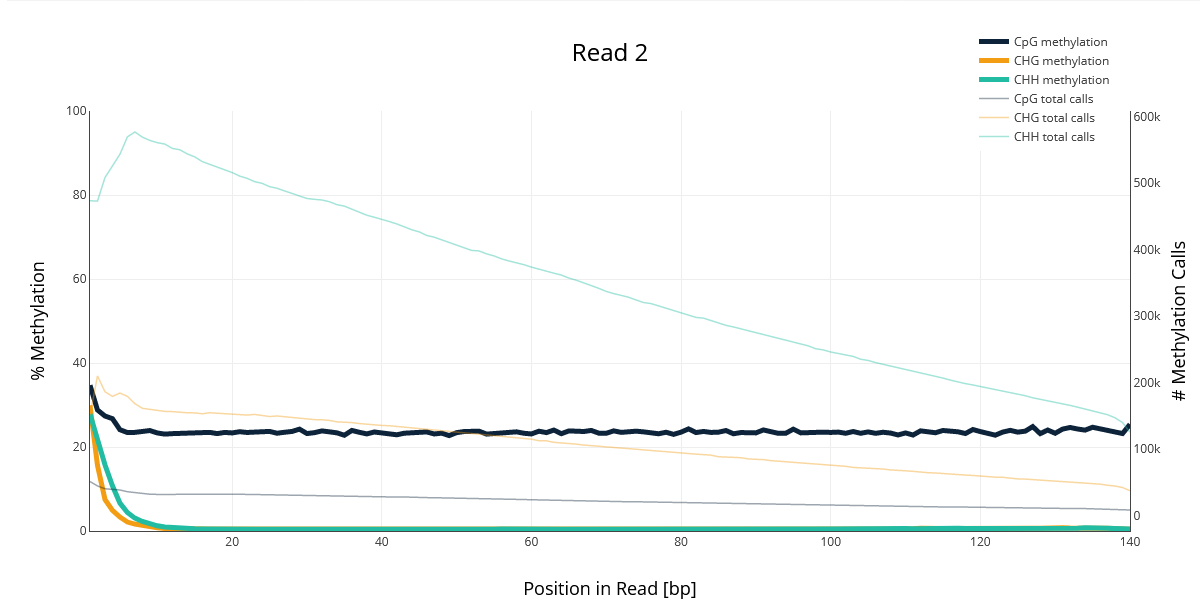 Read 2
CpG methylation
CHG methylation
CHH methylation
CpG total calls
CHG total calls
CHH total calls
100
80
60
40
20
0
% Methylation
600k
500k
400k
300k
200k
100k
0
# Methylation Calls
20 40 60 80 100 120 140
Position in Read [bp]